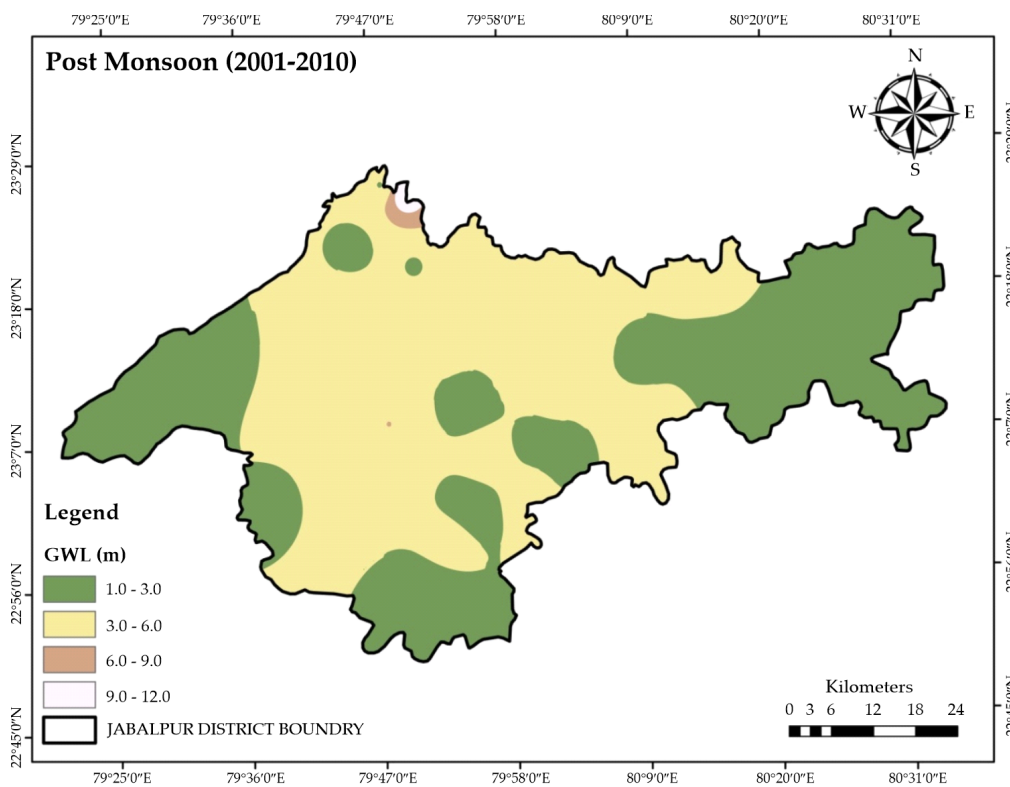 79°25'0"E 79°36'0"E 79°47'0"E 79°58'0"E 80°9'0"E 80°20'0"E 80°31'0"E
Post Monsoon (2001-2010)
N
W E
S
23°29'0"N
23°18'0"N
23°7'0"N
22°56'0"N
22°45'0"N
Legend
GWL (m)
1.0 - 3.0
3.0 - 6.0
6.0 - 9.0
9.0 - 12.0
JABALPUR DISTRICT BOUNDRY
Kilometers
0 3 6 12 18 24
79°25'0"E 79°36'0"E 79°47'0"E 79°58'0"E 80°9'0"E 80°20'0"E 80°31'0"E